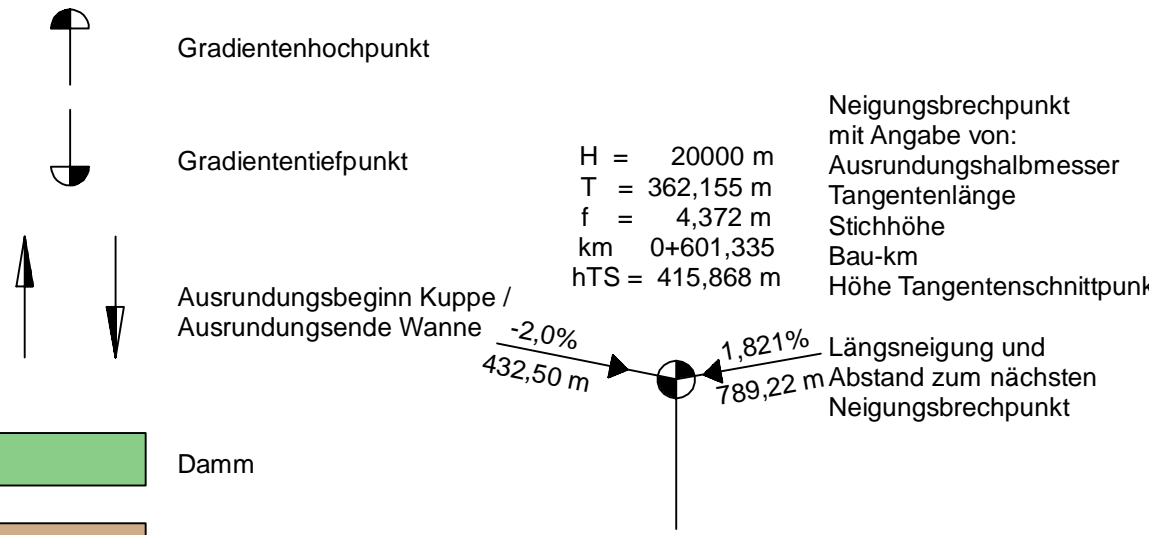 Gradientenhochpunkt
Gradiententiefpunkt
Ausrundungsbeginn Kuppe /
Ausrundungsende Wanne
Damm
H = 20000 m
T = 362,155 m
f = 4,372 m
km 0+601,335
hTS = 415,868 m
Neigungsbrechpunkt
mit Angabe von:
Ausrundungshalbmesser
Tangentenlänge
Stichhöhe
Bau-km
Höhe Tangentenschnittpunk
-2,0%
432,50 m
1,821%
789,22 m
Längsneigung und
Abstand zum nächsten
Neigungsbrechpunkt